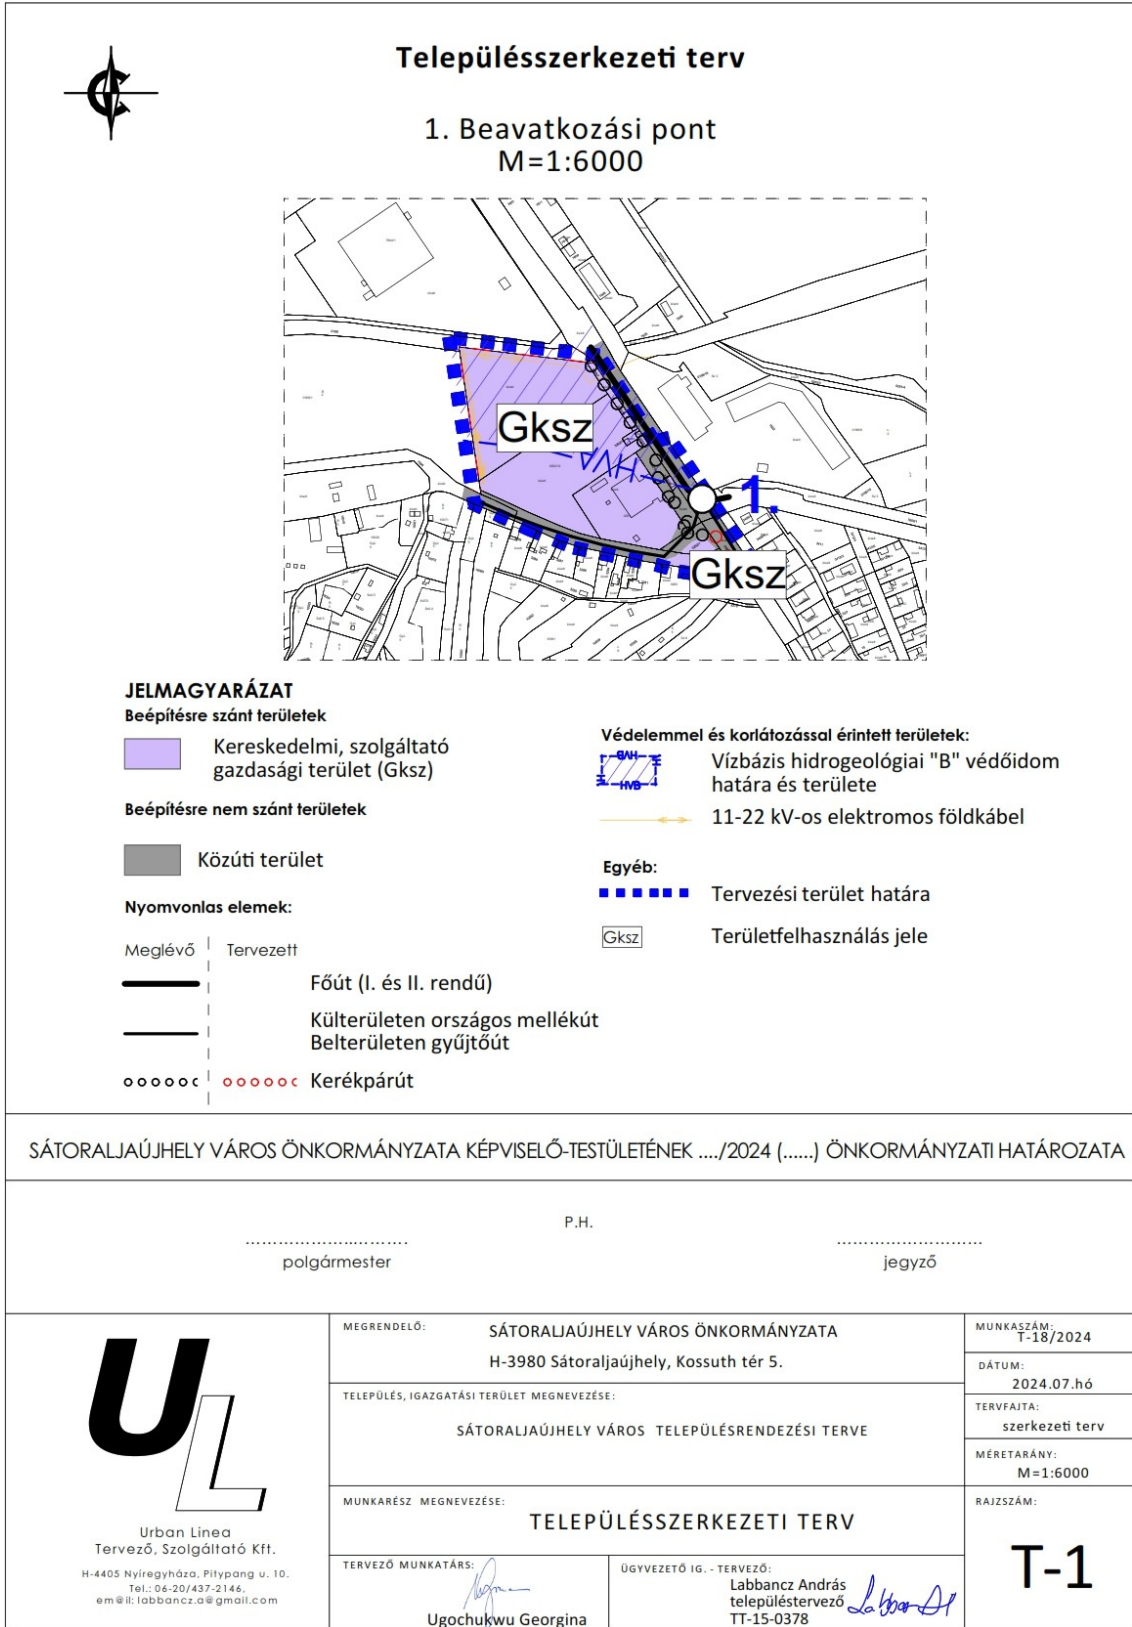 Településszerkezeti terv
1. Beavatkozási pont
M=1:6000
Gksz
HVA
1.
Gksz
JELMAGYARÁZAT
Beépítésre szánt területek
Kereskedelmi, szolgáltató
gazdasági terület (Gksz)
Beépítésre nem szánt területek
Közúti terület
Nyomvonlas elemek:
Meglévő
Tervezett
Főút (I. és II. rendű)
Külterületen országos mellékút
Belterületen gyűjtőút
Kerékpárút
Védelemmel és korlátozással érintett területek:
HVB
HVB
Vízbázis hidrogeológiai "B" védőidom
határa és területe
11-22 kV-os elektromos földkábel
Egyéb:
Tervezési terület határa
Gksz
Területfelhasználás jele
SÁTORALJAÚJHELY VÁROS ÖNKORMÁNYZATA KÉPVISELŐ-TESTÜLETÉNEK ..../2024 (......) ÖNKORMÁNYZATI HATÁROZATA
P.H.
polgármester
jegyző
UL
Urban Linea
Tervező, Szolgáltató Kft.
H-4405 Nyíregyháza, Pitypang u. 10.
Tel.: 06-20/437-2146,
em@il: labbancz.a@gmail.com
MEGRENDELŐ:
SÁTORALJAÚJHELY VÁROS ÖNKORMÁNYZATA
H-3980 Sátoraljaújhely, Kossuth tér 5.
TELEPÜLÉS, IGAZGATÁSI TERÜLET MEGNEVEZÉSE:
SÁTORALJAÚJHELY VÁROS TELEPÜLÉSRENDEZÉSI TERVE
MUNKARÉSZ MEGNEVEZÉSE:
TELEPÜLÉSSZERKEZETI TERV
TERVEZŐ MUNKATÁRS:
Ugochukwu Georgina
ÜGYVEZETŐ IG. - TERVEZŐ:
Labbancz András
településtervező
TT-15-0378
MUNKASZÁM:
T-18/2024
DÁTUM:
2024.07.hó
TERVFAJTA:
szerkezeti terv
MÉRETARÁNY:
M=1:6000
RAJZSZÁM:
T-1